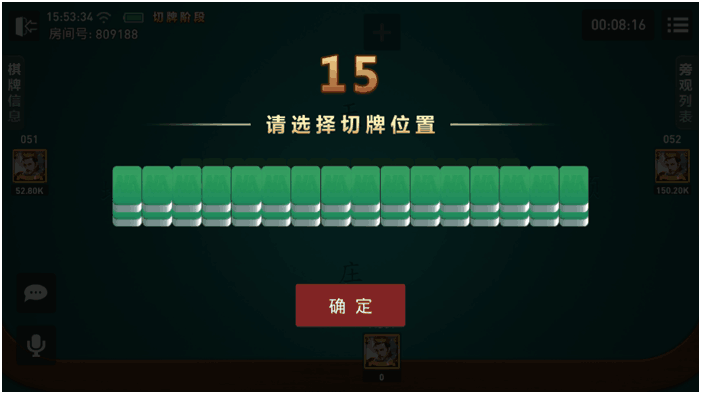 15:53:34
切牌阶段
00:08:16
房间号: 809188
15
棋牌信息
旁观列表
请选择切牌位置
051
052
52.80K
150.20K
庄
确定
0